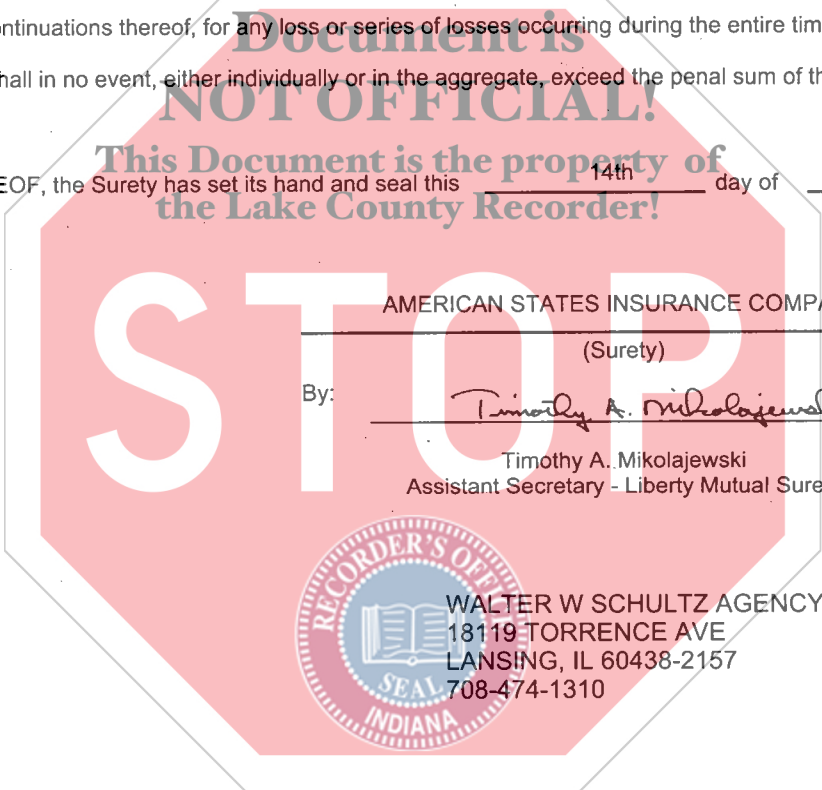 ontinuations thereof, for any loss or series of losses occurring during the entire tim
Document is
hall in no event, either individually or in the aggregate, exceed the penal sum of th
NOT OFFICIAL!
This Document is the property of
EOF, the Surety has set its hand and seal this 14th day of
the Lake County Recorder!
STOP
AMERICAN STATES INSURANCE COMPA
(Surety)
By: Timothy A. Mikolajewsk
Timothy A. Mikolajewski
Assistant Secretary - Liberty Mutual Sure
RECORDER'S OFFICE
SEAL
INDIANA
WALTER W SCHULTZ AGENCY
18119 TORRENCE AVE
LANSING, IL 60438-2157
708-474-1310